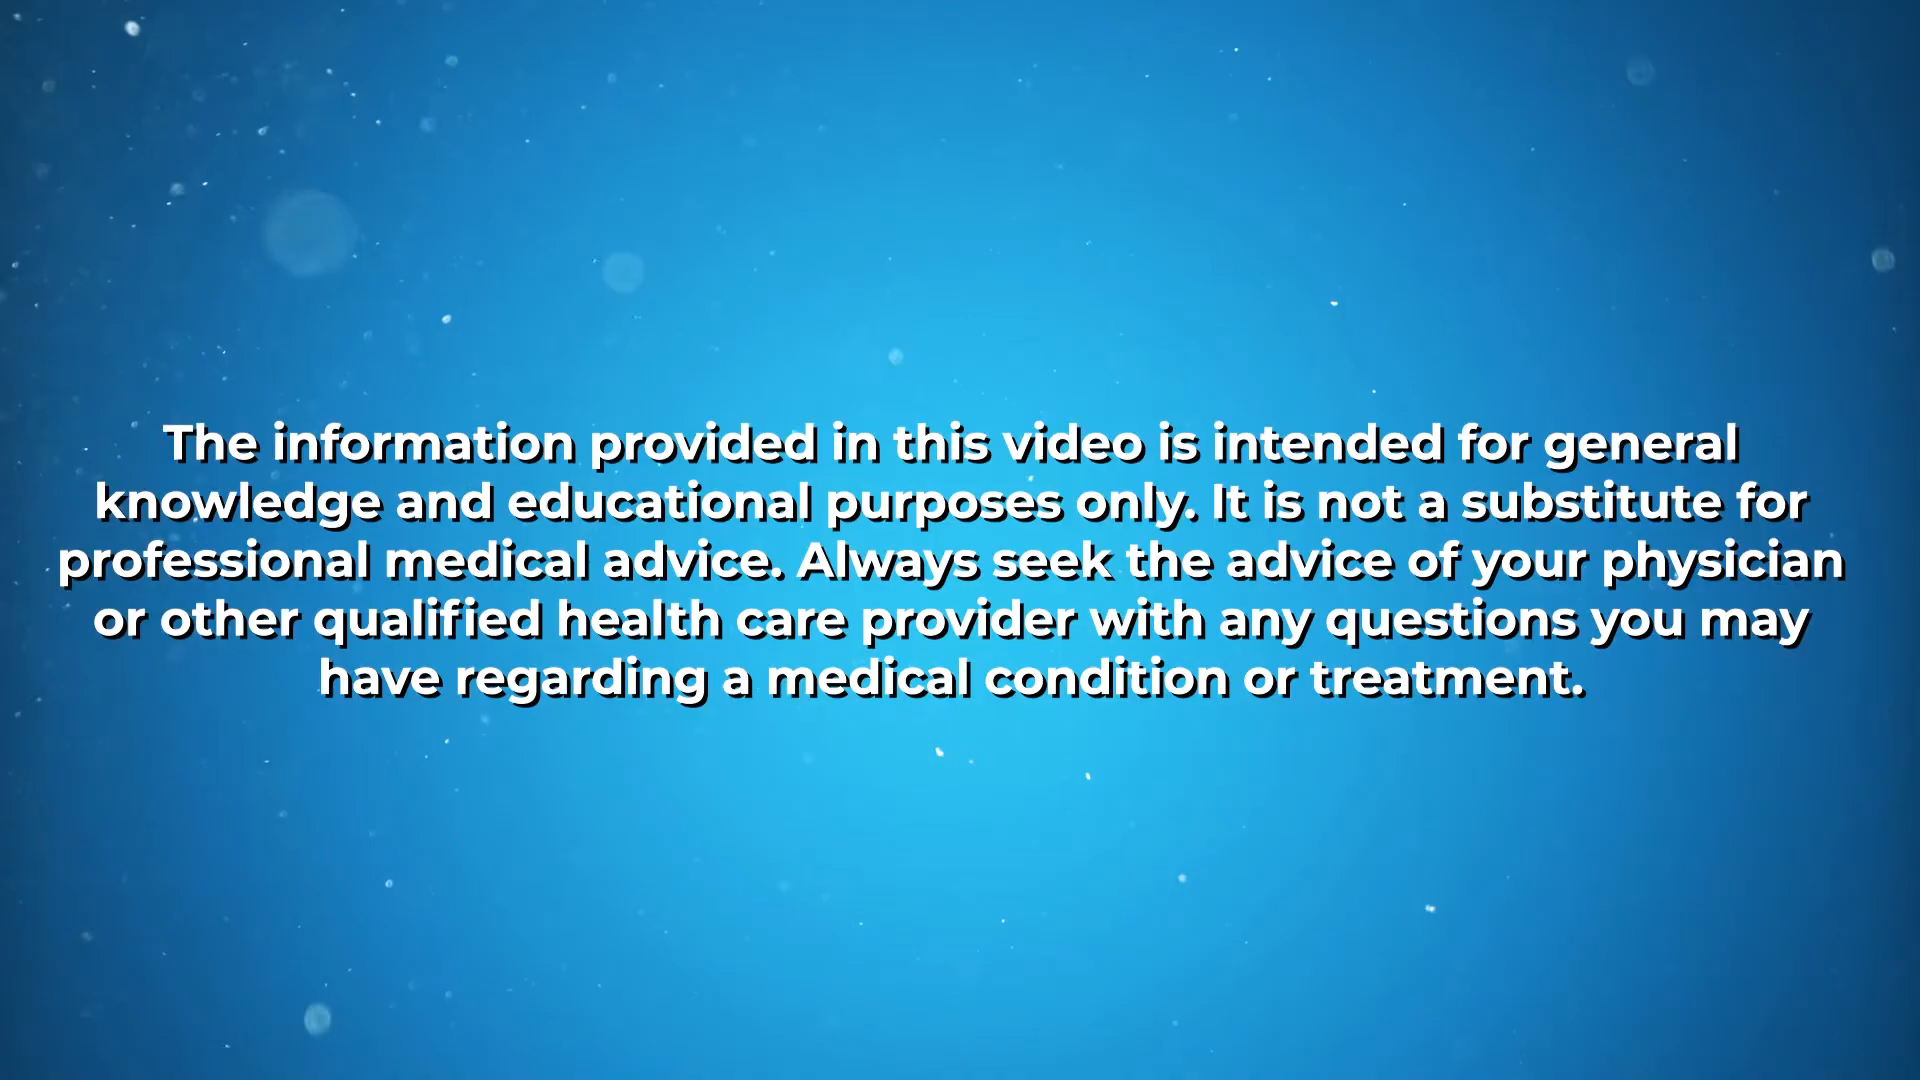 The information provided in this video is intended for general
knowledge and educational purposes only. It is not a substitute for
professional medical advice. Always seek the advice of your physician
or other qualified health care provider with any questions you may
have regarding a medical condition or treatment.